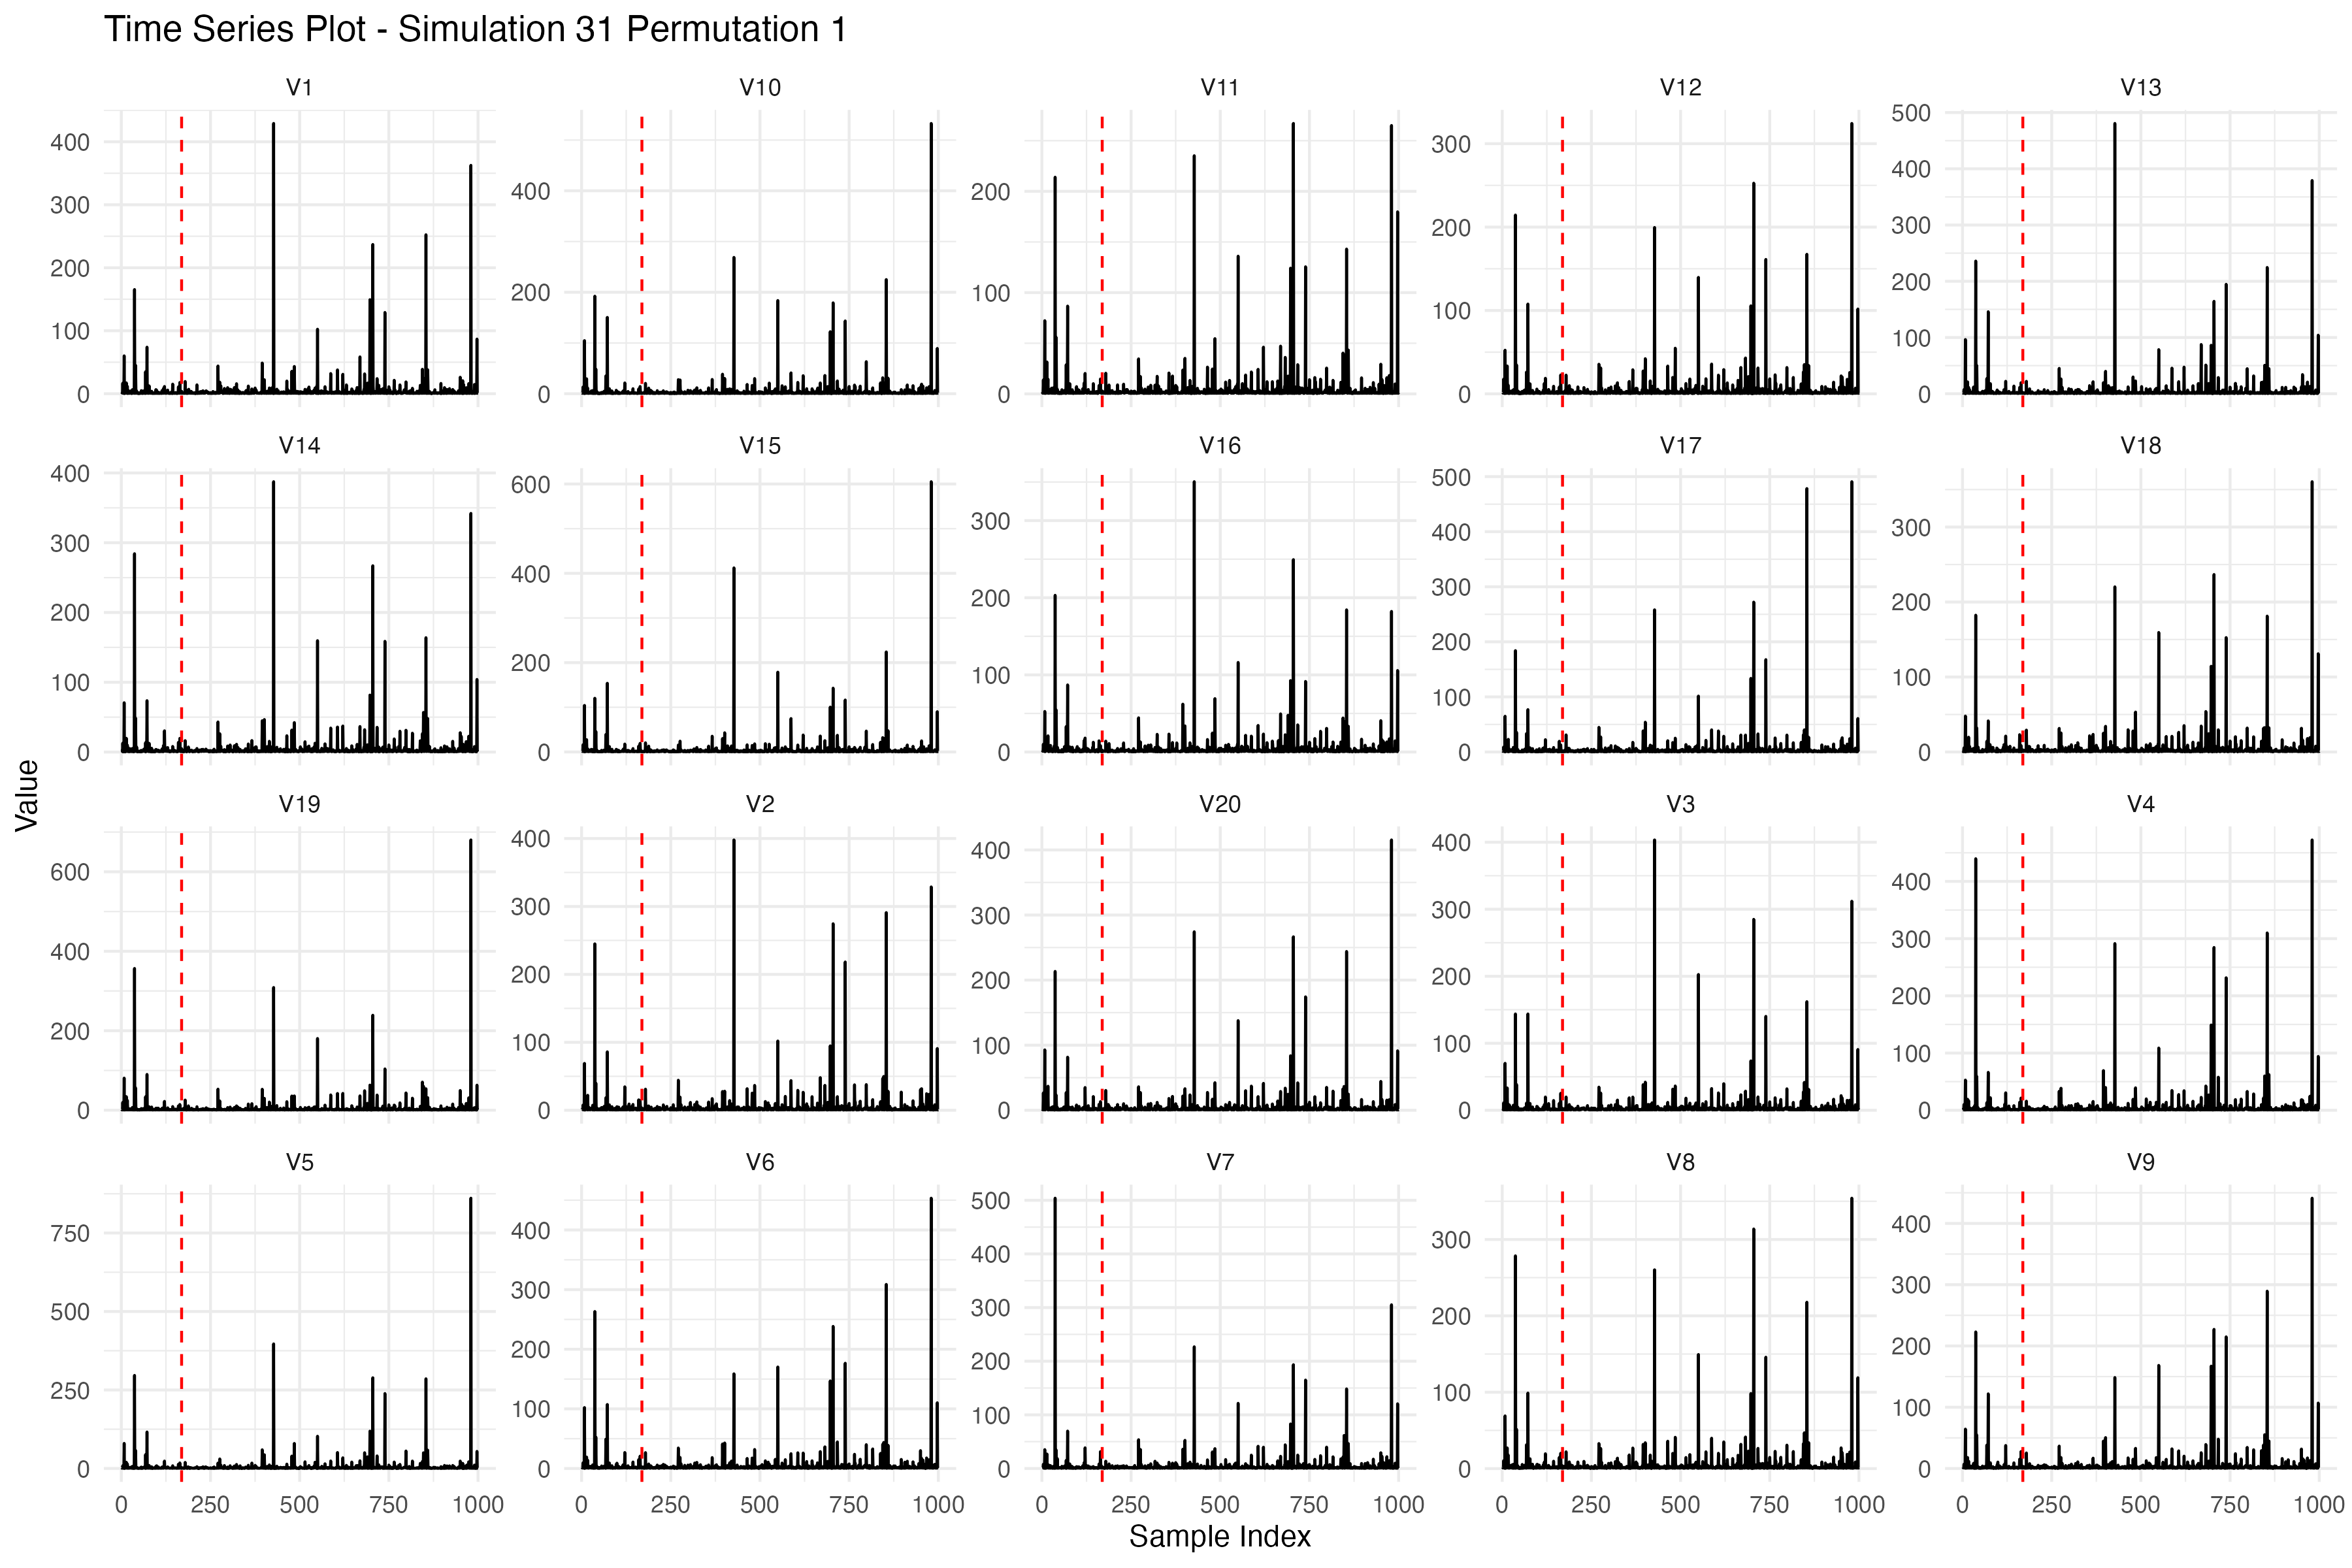 Time Series Plot - Simulation 31 Permutation 1
V1 V10 V11 V12 V13
400 300 200 100 0
400 200 0
200 100 0
300 200 100 0
500 400 300 200 100 0
V14 V15 V16 V17 V18
400 300 200 100 0
600 400 200 0
300 200 100 0
500 400 300 200 100 0
300 200 100 0
Value
V19 V2 V20 V3 V4
600 400 200 0
400 300 200 100 0
400 300 200 100 0
400 300 200 100 0
400 300 200 100 0
V5 V6 V7 V8 V9
750 500 250 0
400 300 200 100 0
500 400 300 200 100 0
300 200 100 0
400 300 200 100 0
0 250 500 750 1000 0 250 500 750 1000 0 250 500 750 1000 0 250 500 750 1000 0 250 500 750 1000
Sample Index